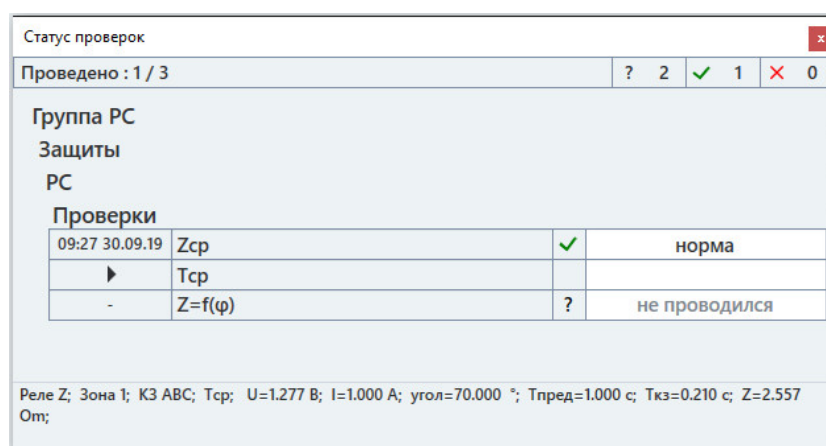 Статус проверок
x
Проведено : 1 / 3 ? 2 ✓ 1 ✕ 0
Группа РС
Защиты
РС
Проверки
09:27 30.09.19 Zср ✓ норма
Тср
- Z=f(φ) ? не проводился
Реле Z; Зона 1; КЗ ABC; Тср; U=1.277 В; I=1.000 А; угол=70.000 °; Тпред=1.000 с; Ткз=0.210 с; Z=2.557
Om;